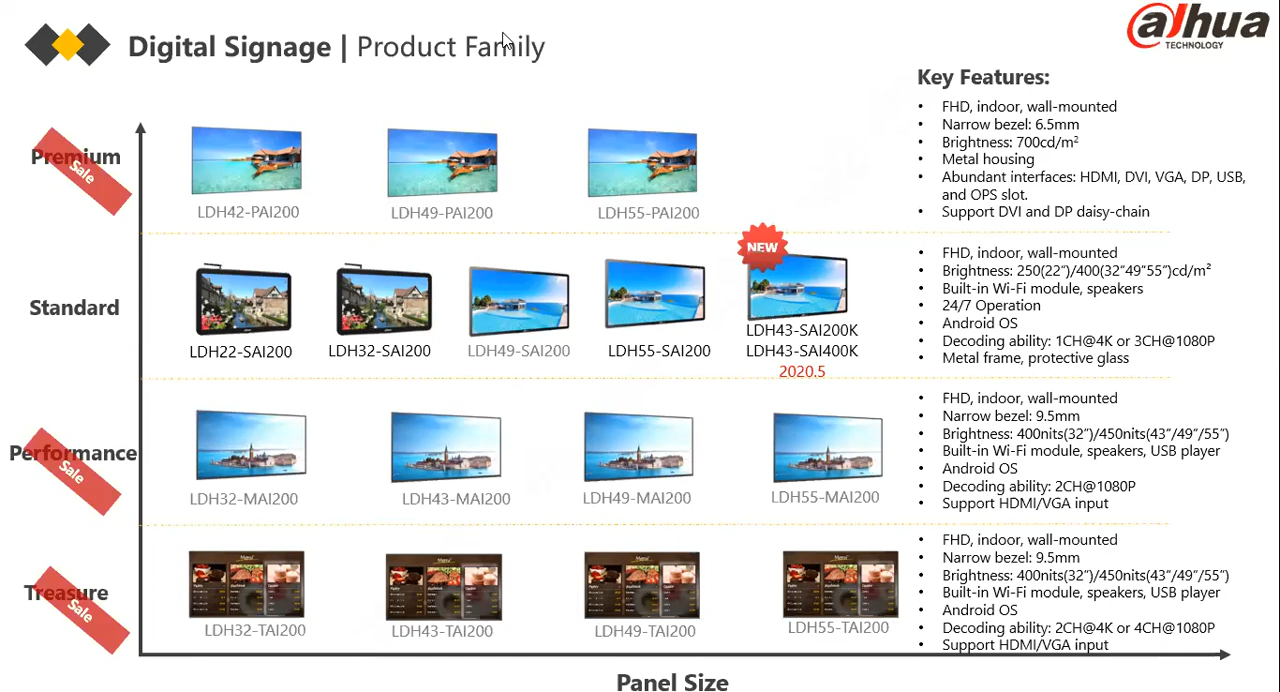 Digital Signage | Product Family
alhua
TECHNOLOGY
Key Features:
Premium
Sale
LDH42-PAI200
LDH49-PAI200
LDH55-PAI200
• FHD, indoor, wall-mounted
• Narrow bezel: 6.5mm
• Brightness: 700cd/m²
• Metal housing
• Abundant interfaces: HDMI, DVI, VGA, DP, USB,
and OPS slot.
• Support DVI and DP daisy-chain
Standard
LDH22-SAI200
LDH32-SAI200
LDH49-SAI200
LDH55-SAI200
NEW
LDH43-SAI200K
LDH43-SAI400K
2020.5
• FHD, indoor, wall-mounted
• Brightness: 250(22”)/400(32”49”55”)cd/m²
• Built-in Wi-Fi module, speakers
• 24/7 Operation
• Android OS
• Decoding ability: 1CH@4K or 3CH@1080P
• Metal frame, protective glass
Performance
Sale
LDH32-MAI200
LDH43-MAI200
LDH49-MAI200
LDH55-MAI200
• FHD, indoor, wall-mounted
• Narrow bezel: 9.5mm
• Brightness: 400nits(32”)/450nits(43”/49”/55”)
• Built-in Wi-Fi module, speakers, USB player
• Android OS
• Decoding ability: 2CH@1080P
• Support HDMI/VGA input
Treasure
Sale
Menu
Menu
Menu
Menu
LDH32-TAI200
LDH43-TAI200
LDH49-TAI200
LDH55-TAI200
• FHD, indoor, wall-mounted
• Narrow bezel: 9.5mm
• Brightness: 400nits(32”)/450nits(43”/49”/55”)
• Built-in Wi-Fi module, speakers, USB player
• Android OS
• Decoding ability: 2CH@4K or 4CH@1080P
• Support HDMI/VGA input
Panel Size